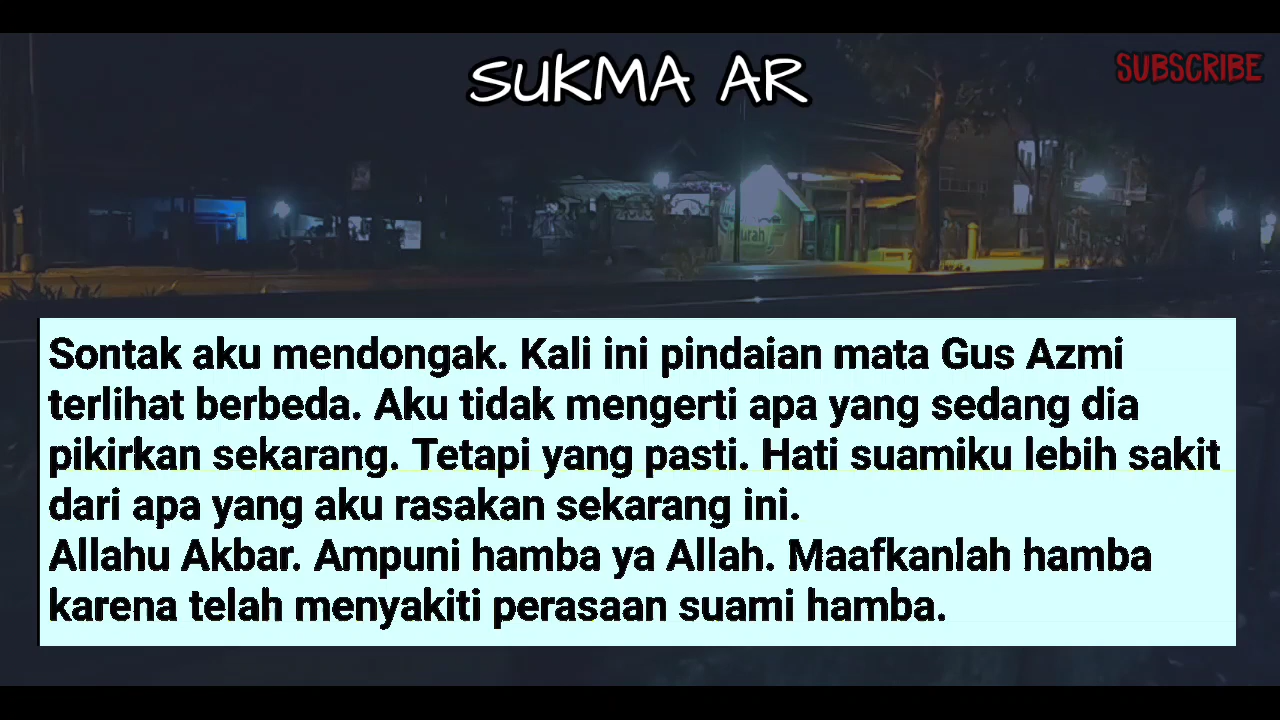 SUKMA AR
SUBSCRIBE
murah
Sontak aku mendongak. Kali ini pindaian mata Gus Azmi
terlihat berbeda. Aku tidak mengerti apa yang sedang dia
pikirkan sekarang. Tetapi yang pasti. Hati suamiku lebih sakit
dari apa yang aku rasakan sekarang ini.
Allahu Akbar. Ampuni hamba ya Allah. Maafkanlah hamba
karena telah menyakiti perasaan suami hamba.